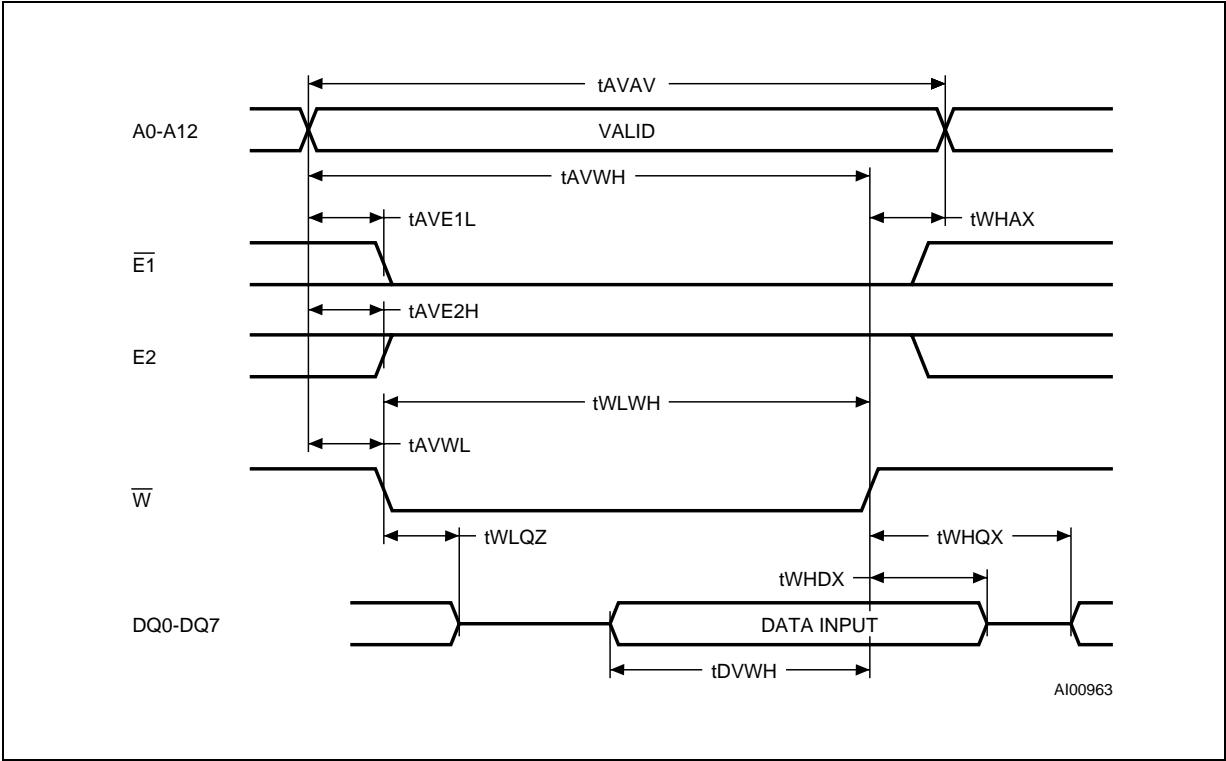 tAVAV
A0-A12
VALID
tAVWH
tAVE1L
tWHAX
E1
tAVE2H
E2
tWLWH
tAVWL
W
tWLQZ
tWHQX
tWHDX
DQ0-DQ7
DATA INPUT
tDVWH
AI00963